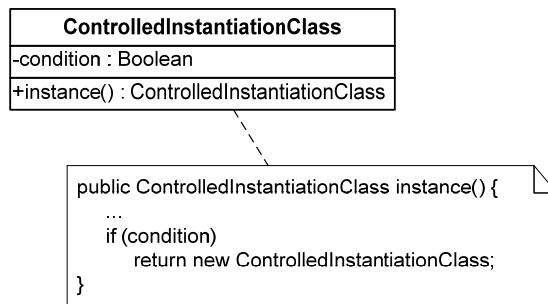 ControlledInstantiationClass
-condition : Boolean
+instance() : ControlledInstantiationClass
public ControlledInstantiationClass instance() {
...
if (condition)
return new ControlledInstantiationClass;
}